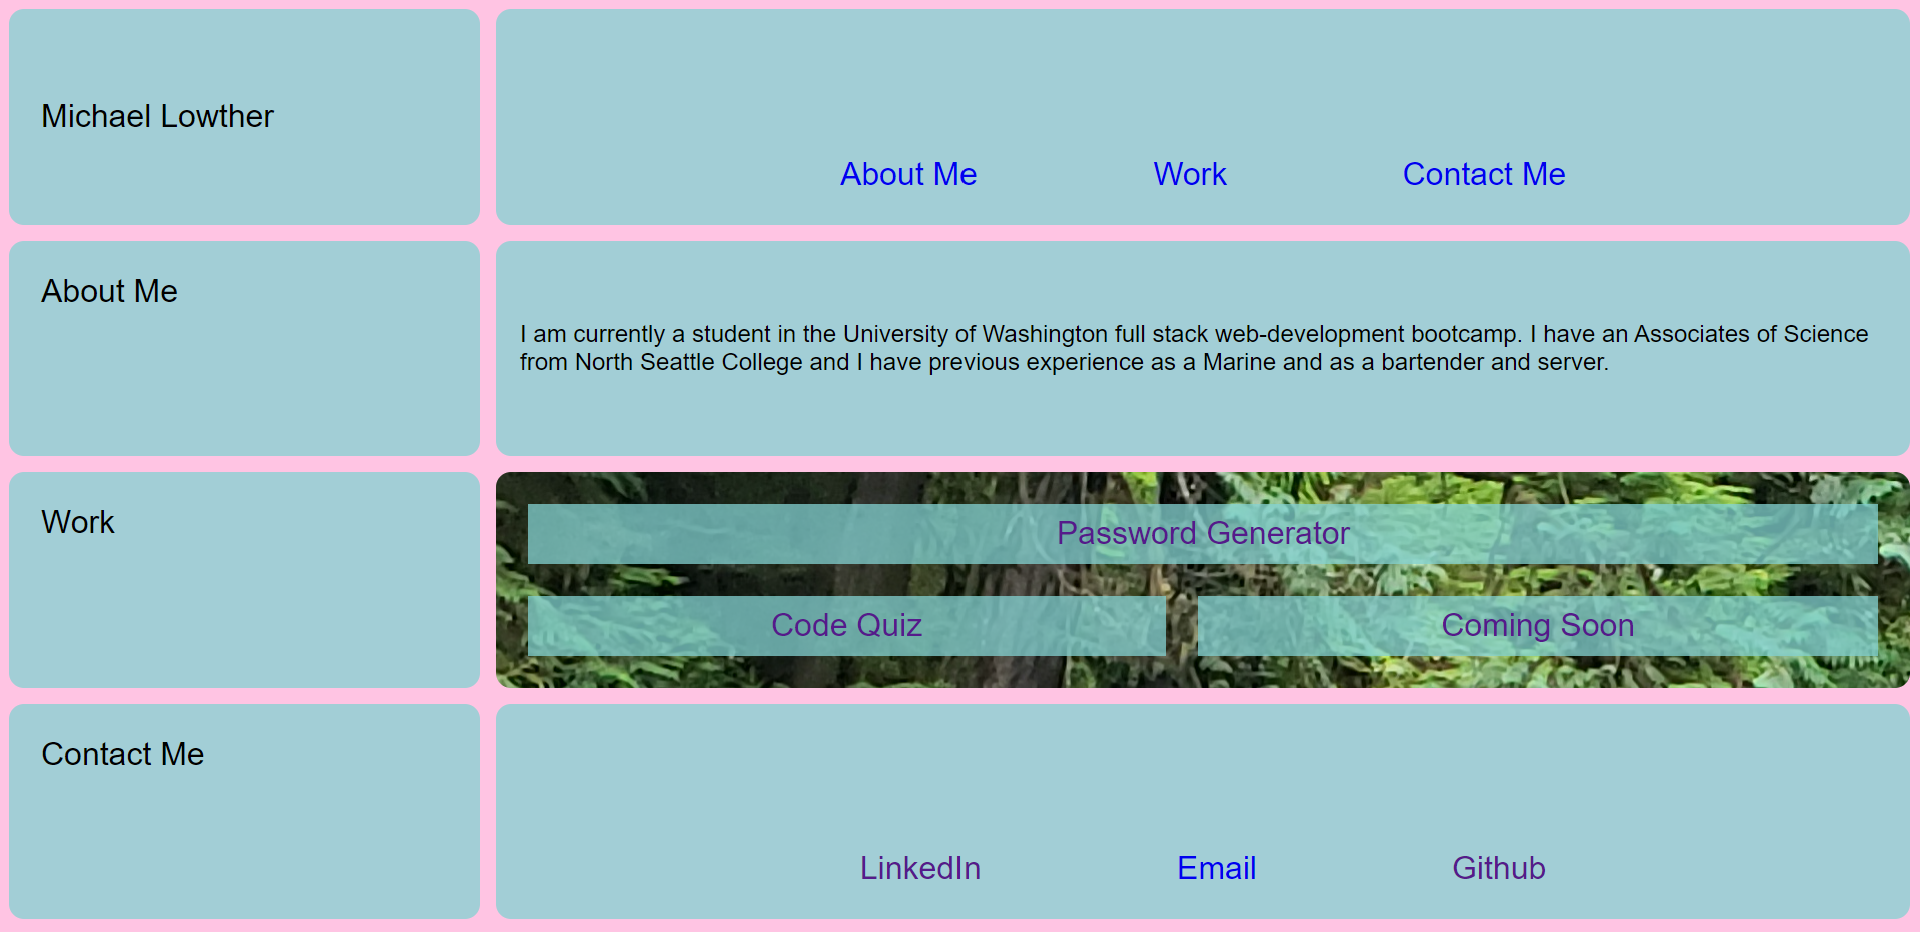 Michael Lowther
About Me Work Contact Me
About Me
I am currently a student in the University of Washington full stack web-development bootcamp. I have an Associates of Science
from North Seattle College and I have previous experience as a Marine and as a bartender and server.
Work
Password Generator
Code Quiz Coming Soon
Contact Me
LinkedIn Email Github